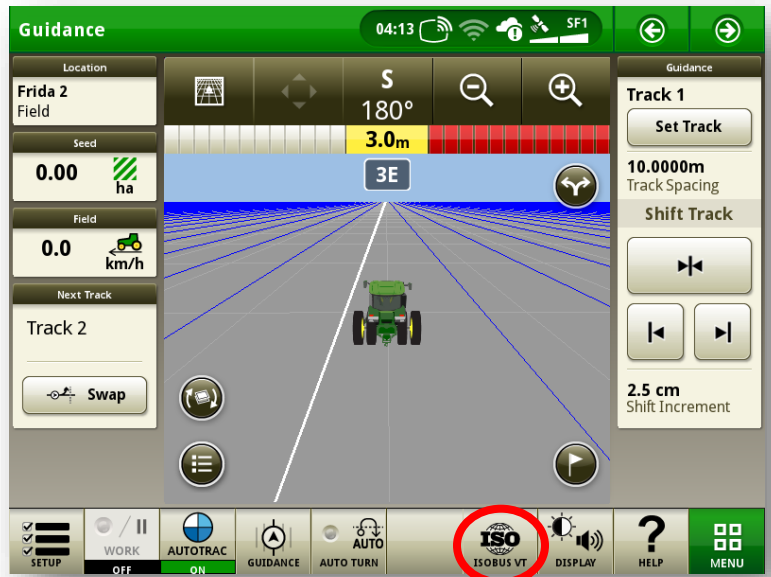 Guidance
04:13
SF1
Location
Frida 2
Field
Seed
0.00
ha
Field
0.0
km/h
Next Track
Track 2
Swap
S
180°
3.0m
3E
Guidance
Track 1
Set Track
10.0000m
Track Spacing
Shift Track
2.5 cm
Shift Increment
SETUP
WORK
OFF
AUTOTRAC
ON
GUIDANCE
AUTO
AUTO TURN
ISO
ISOBUS VT
DISPLAY
?
HELP
MENU